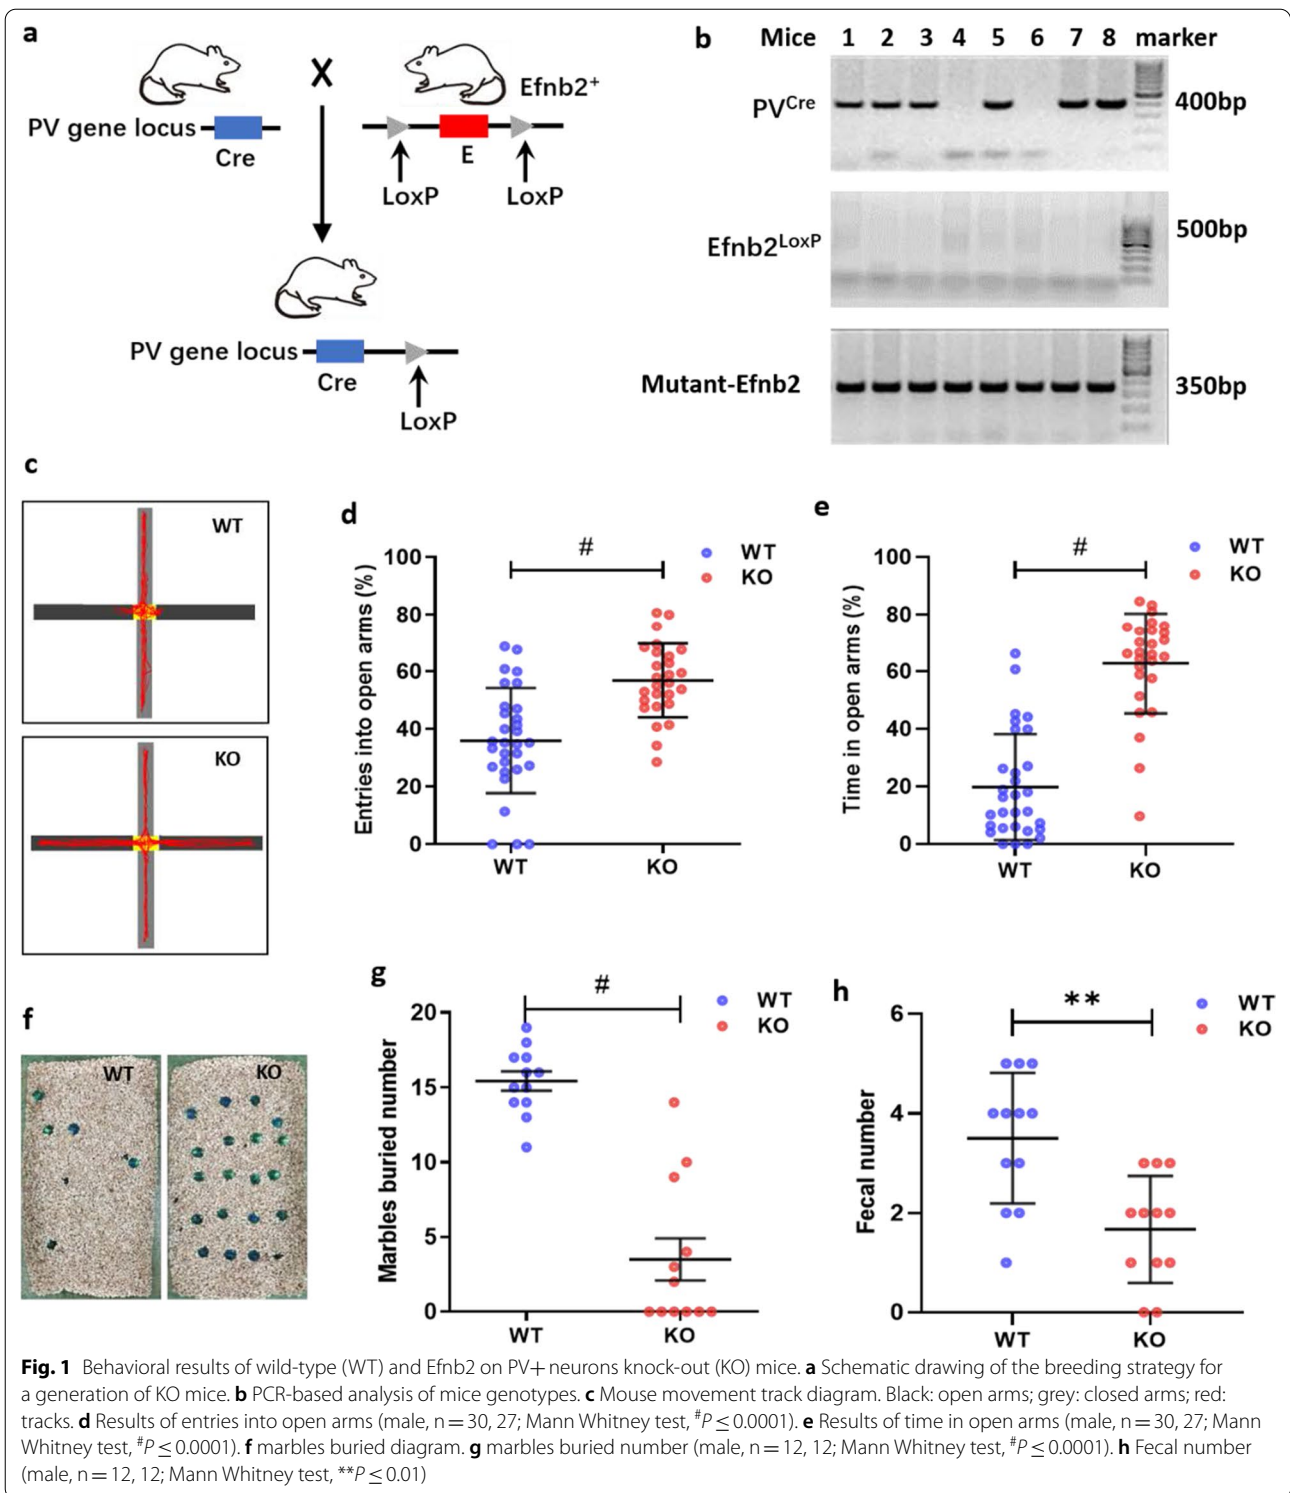 a
X
Efnb2⁺
PV gene locus
Cre
E
LoxP
LoxP
PV gene locus
Cre
LoxP
b
Mice 1 2 3 4 5 6 7 8 marker
PV^Cre
400bp
Efnb2^LoxP
500bp
Mutant-Efnb2
350bp
c
WT
KO
d
#
WT
KO
Entries into open arms (%)
100
80
60
40
20
0
WT
KO
e
#
WT
KO
Time in open arms (%)
100
80
60
40
20
0
WT
KO
f
WT
KO
g
#
WT
KO
Marbles buried number
20
15
10
5
0
WT
KO
h
**
WT
KO
Fecal number
6
4
2
0
WT
KO
Fig. 1 Behavioral results of wild-type (WT) and Efnb2 on PV+ neurons knock-out (KO) mice. a Schematic drawing of the breeding strategy for
a generation of KO mice. b PCR-based analysis of mice genotypes. c Mouse movement track diagram. Black: open arms; grey: closed arms; red:
tracks. d Results of entries into open arms (male, n = 30, 27; Mann Whitney test, #P ≤ 0.0001). e Results of time in open arms (male, n = 30, 27; Mann
Whitney test, #P ≤ 0.0001). f marbles buried diagram. g marbles buried number (male, n = 12, 12; Mann Whitney test, #P ≤ 0.0001). h Fecal number
(male, n = 12, 12; Mann Whitney test, **P ≤ 0.01)